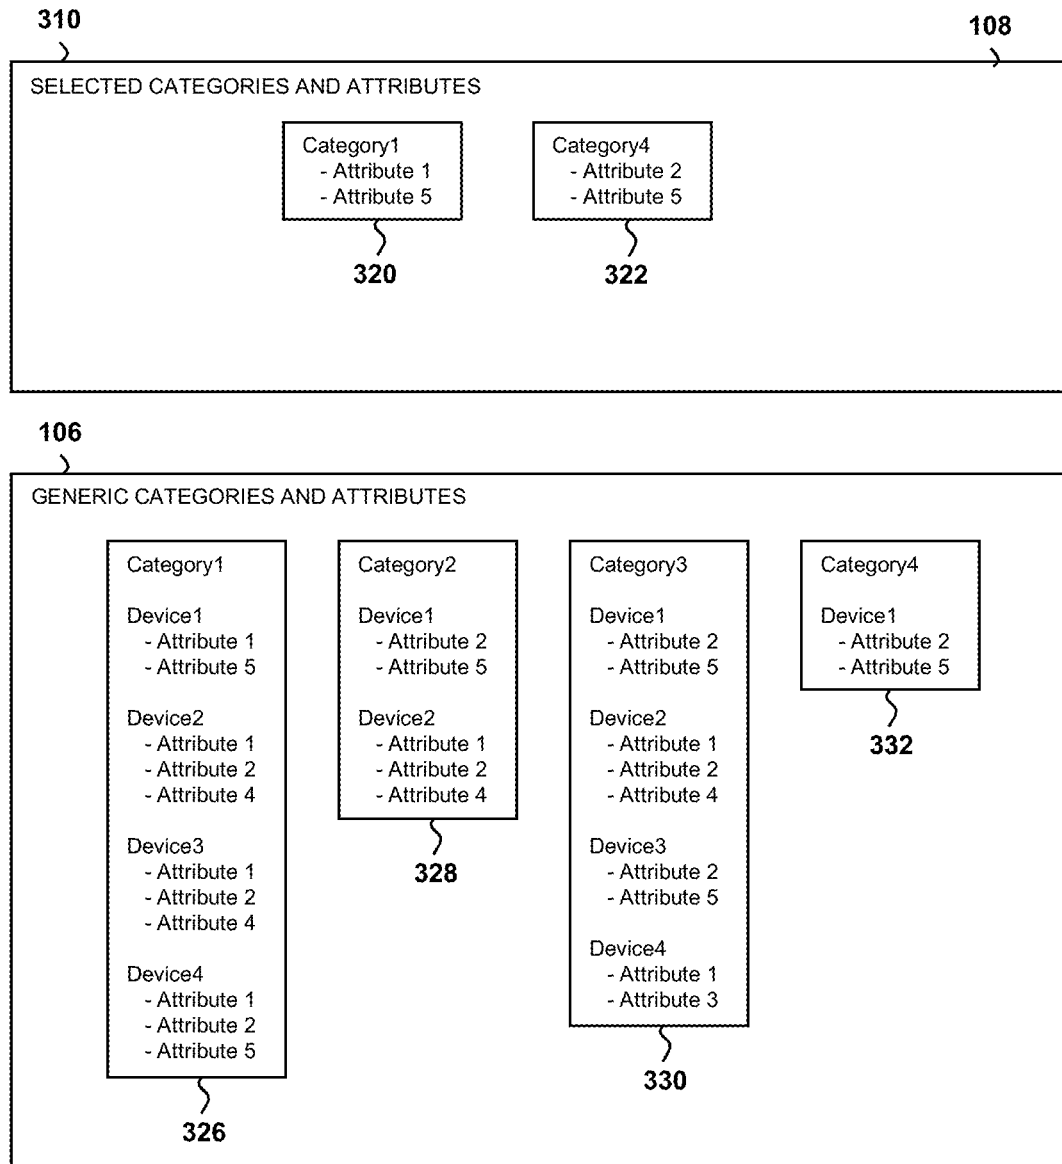 310
108
SELECTED CATEGORIES AND ATTRIBUTES
Category1
- Attribute 1
- Attribute 5
320
Category4
- Attribute 2
- Attribute 5
322
106
GENERIC CATEGORIES AND ATTRIBUTES
Category1
Device1
- Attribute 1
- Attribute 5
Device2
- Attribute 1
- Attribute 2
- Attribute 4
Device3
- Attribute 1
- Attribute 2
- Attribute 4
Device4
- Attribute 1
- Attribute 2
- Attribute 5
326
Category2
Device1
- Attribute 2
- Attribute 5
Device2
- Attribute 1
- Attribute 2
- Attribute 4
328
Category3
Device1
- Attribute 2
- Attribute 5
Device2
- Attribute 1
- Attribute 2
- Attribute 4
Device3
- Attribute 2
- Attribute 5
Device4
- Attribute 1
- Attribute 3
330
Category4
Device1
- Attribute 2
- Attribute 5
332